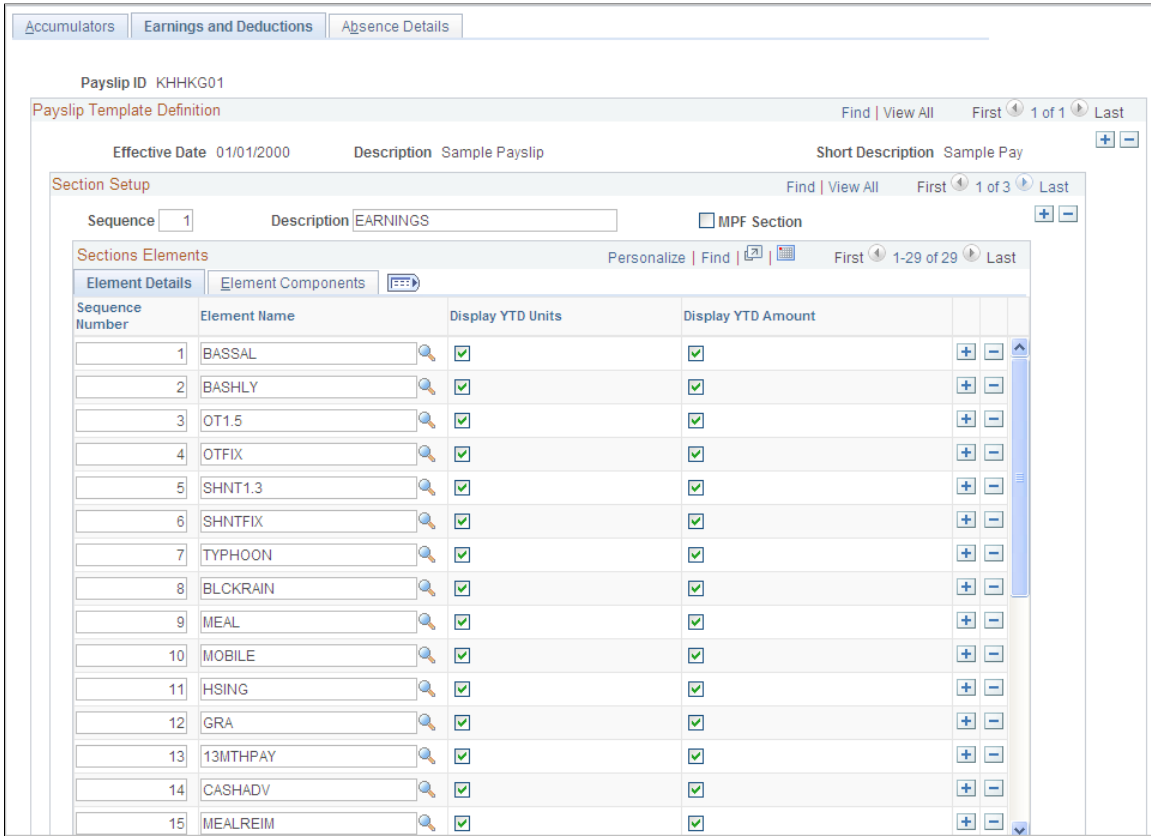 Accumulators Earnings and Deductions Absence Details
Payslip ID KHHKG01
Payslip Template Definition Find | View All First 1 of 1 Last
Effective Date 01/01/2000 Description Sample Payslip Short Description Sample Pay
Section Setup Find | View All First 1 of 3 Last
Sequence 1 Description EARNINGS MPF Section
Sections Elements Personalize | Find | | First 1-29 of 29 Last
Element Details Element Components
Sequence Number Element Name Display YTD Units Display YTD Amount
1 BASSAL
2 BASHLY
3 OT1.5
4 OTFIX
5 SHNT1.3
6 SHNTFIX
7 TYPHOON
8 BLCKRAIN
9 MEAL
10 MOBILE
11 HSING
12 GRA
13 13MTHPAY
14 CASHADV
15 MEALREIM